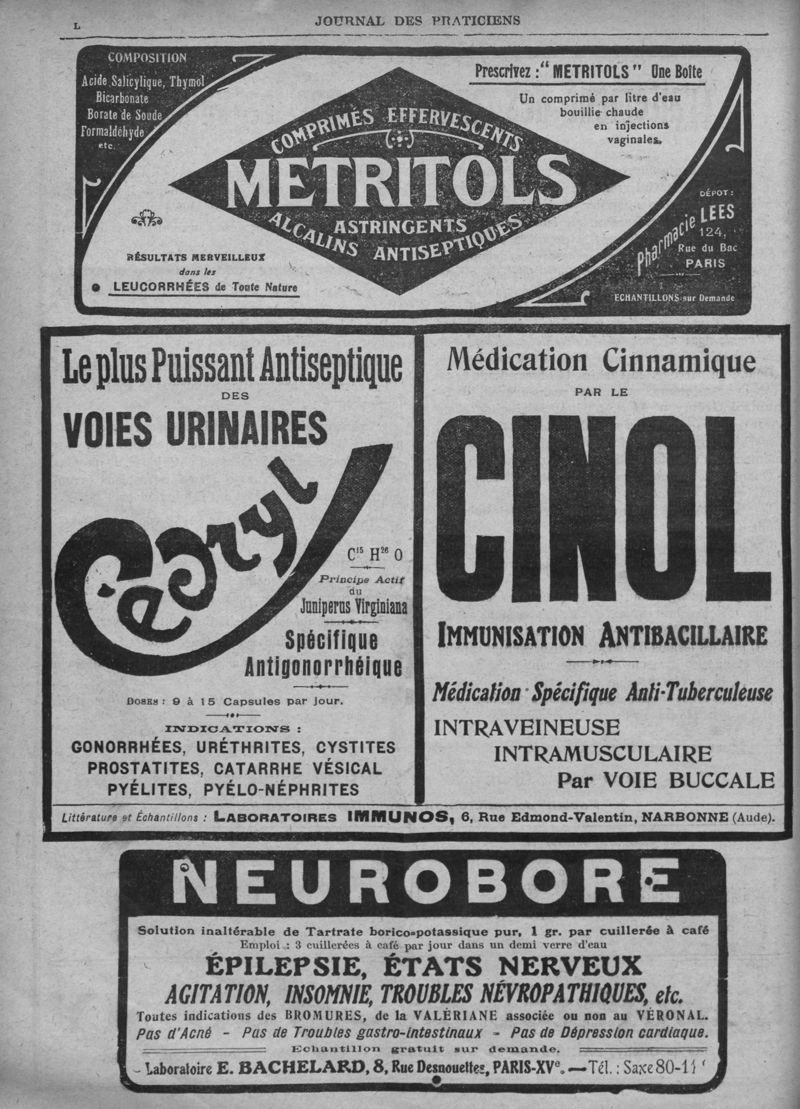 L
JOURNAL DES PRATICIENS
COMPOSITION
Acide Salicylique, Thymol
Bicarbonate
Borate de Soude
Formaldéhyde
etc.
Prescrivez : "METRITOLS" Une Boîte
Un comprimé par litre d'eau
bouillie chaude
en injections
vaginales.
COMPRIMÉS EFFERVESCENTS
METRITOLS
ASTRINGENTS
ALCALINS ANTISEPTIQUES
RÉSULTATS MERVEILLEUX
dans les
LEUCORRHÉES de Toute Nature
DÉPOT :
Pharmacie LEES
124,
Rue du Bac
PARIS
ECHANTILLONS sur Demande
Le plus Puissant Antiseptique
DES
VOIES URINAIRES
Cédryl
C15 H26 O
Principe Actif
du
Juniperus Virginiana
Spécifique
Antigonorrhéique
DOSES : 9 à 15 Capsules par jour.
INDICATIONS :
GONORRHÉES, URÉTHRITES, CYSTITES
PROSTATITES, CATARRHE VÉSICAL
PYÉLITES, PYÉLO-NÉPHRITES
Médication Cinnamique
PAR LE
CINOL
IMMUNISATION ANTIBACILLAIRE
Médication Spécifique Anti-Tuberculeuse
INTRAVEINEUSE
INTRAMUSCULAIRE
Par VOIE BUCCALE
Littérature et Échantillons : LABORATOIRES IMMUNOS, 6, Rue Edmond-Valentin, NARBONNE (Aude).
NEUROBORE
Solution inaltérable de Tartrate borico-potassique pur, 1 gr. par cuillerée à café
Emploi : 3 cuillerées à café par jour dans un demi verre d'eau
ÉPILEPSIE, ÉTATS NERVEUX
AGITATION, INSOMNIE, TROUBLES NÉVROPATHIQUES, etc.
Toutes indications des BROMURES, de la VALÉRIANE associée ou non au VÉRONAL.
Pas d'Acné - Pas de Troubles gastro-intestinaux - Pas de Dépression cardiaque.
Echantillon gratuit sur demande.
Laboratoire E. BACHELARD, 8, Rue Desnouettes, PARIS-XVe. — Tél. : Saxe 80-11